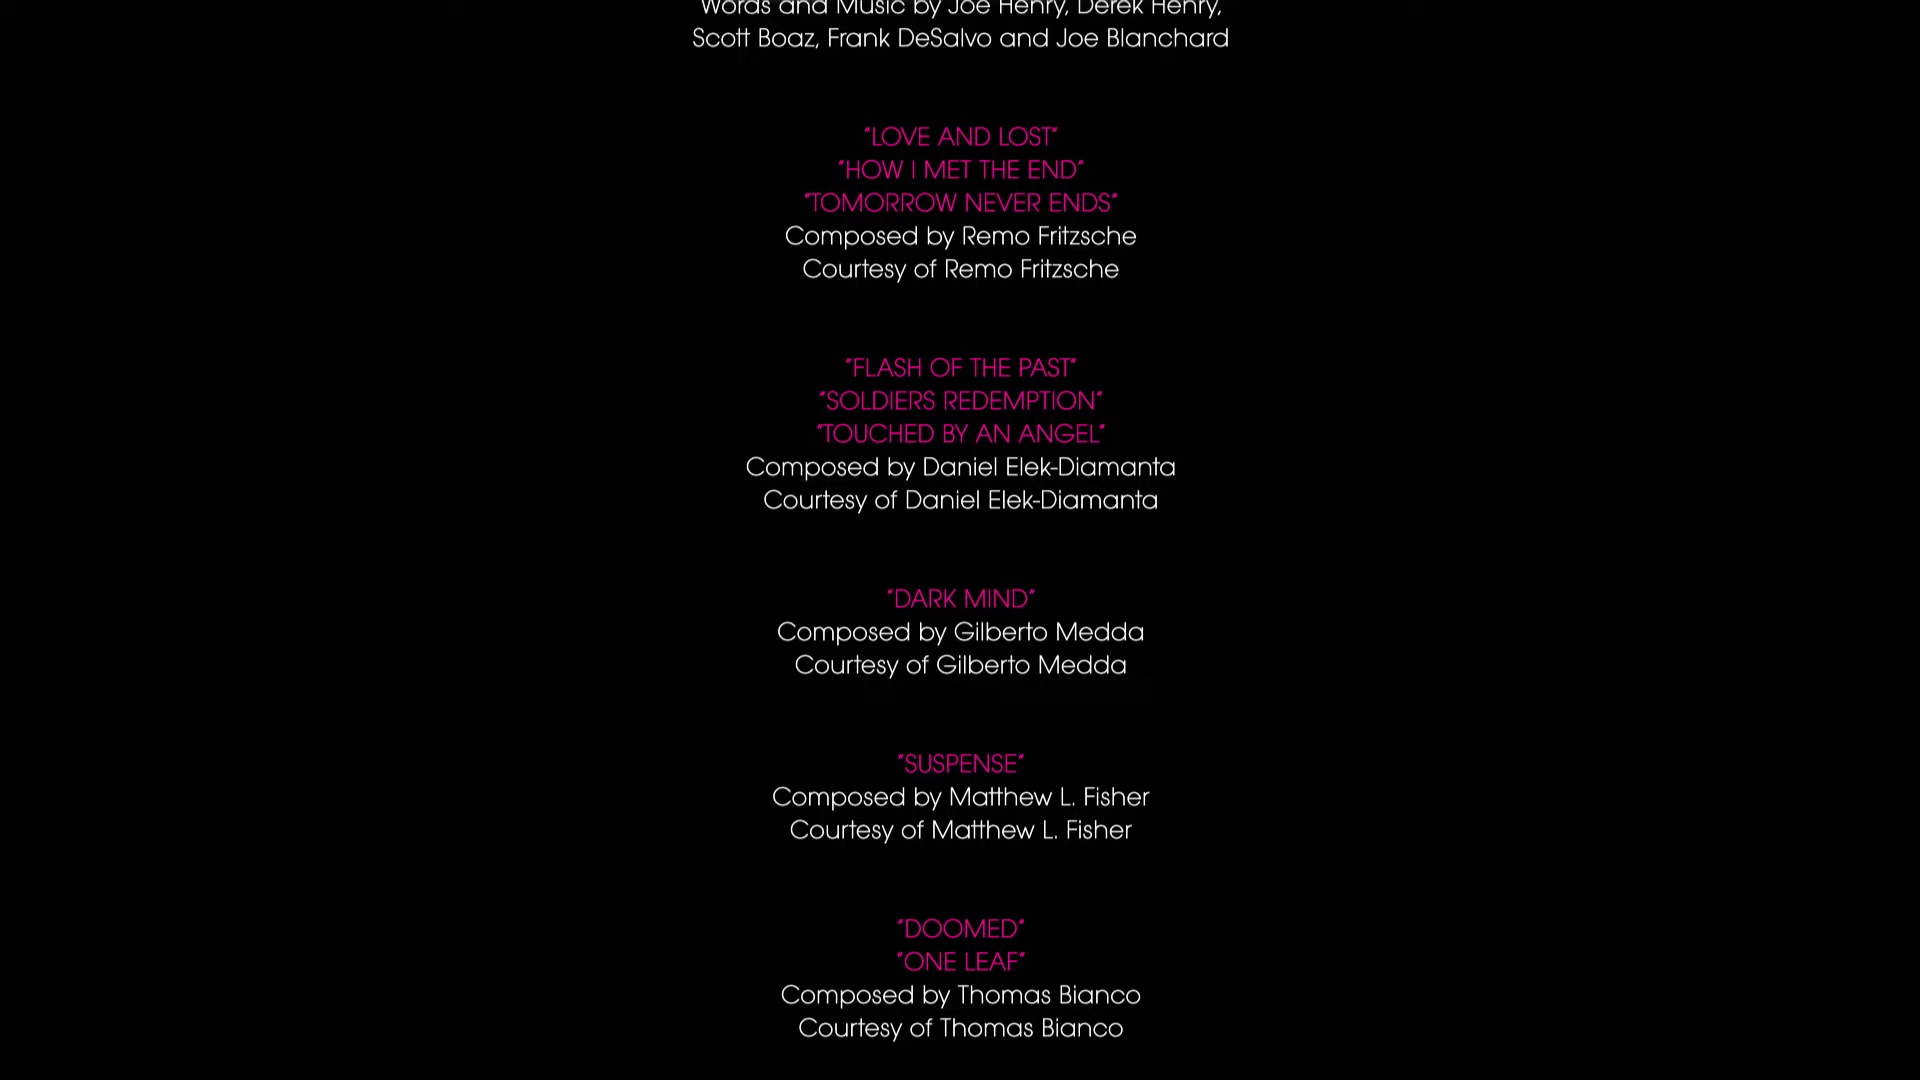 Words and Music by Joe Henry, Derek Henry,
Scott Boaz, Frank DeSalvo and Joe Blanchard
"LOVE AND LOST"
"HOW I MET THE END"
"TOMORROW NEVER ENDS"
Composed by Remo Fritzsche
Courtesy of Remo Fritzsche
"FLASH OF THE PAST"
"SOLDIERS REDEMPTION"
"TOUCHED BY AN ANGEL"
Composed by Daniel Elek-Diamanta
Courtesy of Daniel Elek-Diamanta
"DARK MIND"
Composed by Gilberto Medda
Courtesy of Gilberto Medda
"SUSPENSE"
Composed by Matthew L. Fisher
Courtesy of Matthew L. Fisher
"DOOMED"
"ONE LEAF"
Composed by Thomas Bianco
Courtesy of Thomas Bianco